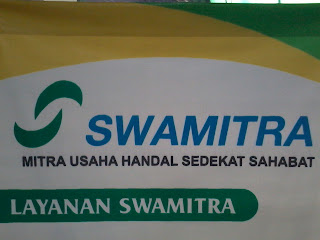 SWAMITRA
MITRA USAHA HANDAL SEDEKAT SAHABAT
LAYANAN SWAMITRA